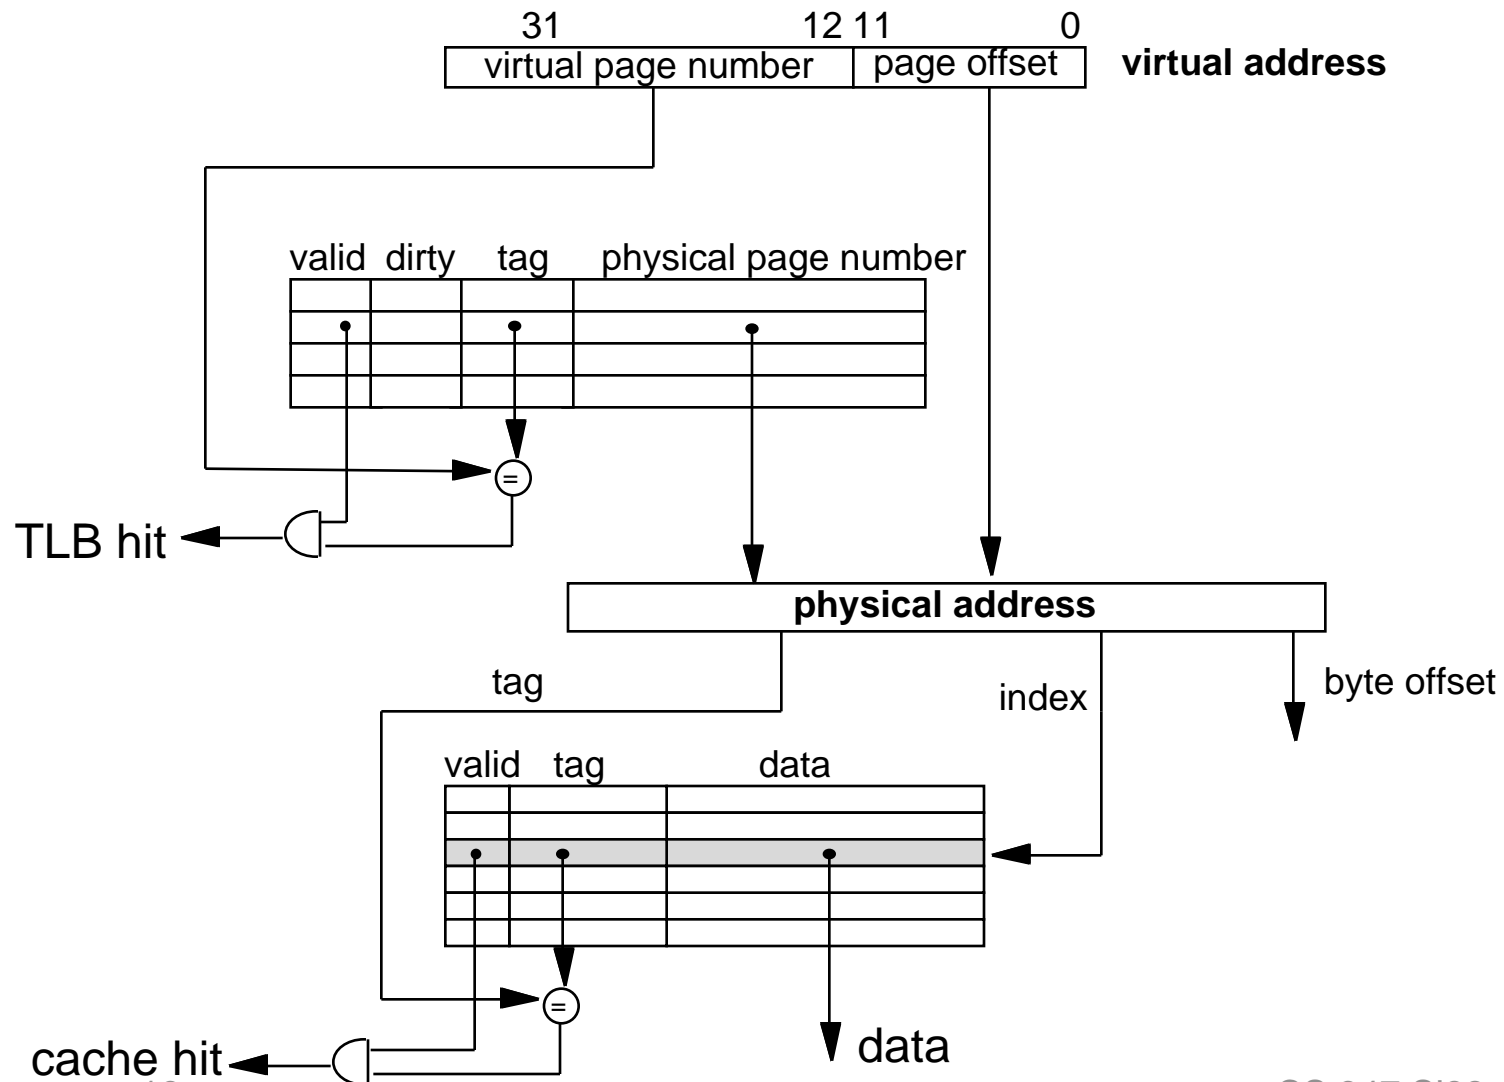 31 12 11 0
virtual page number page offset virtual address
valid dirty tag physical page number
=
TLB hit
physical address
tag
index
byte offset
valid tag data
=
data
cache hit